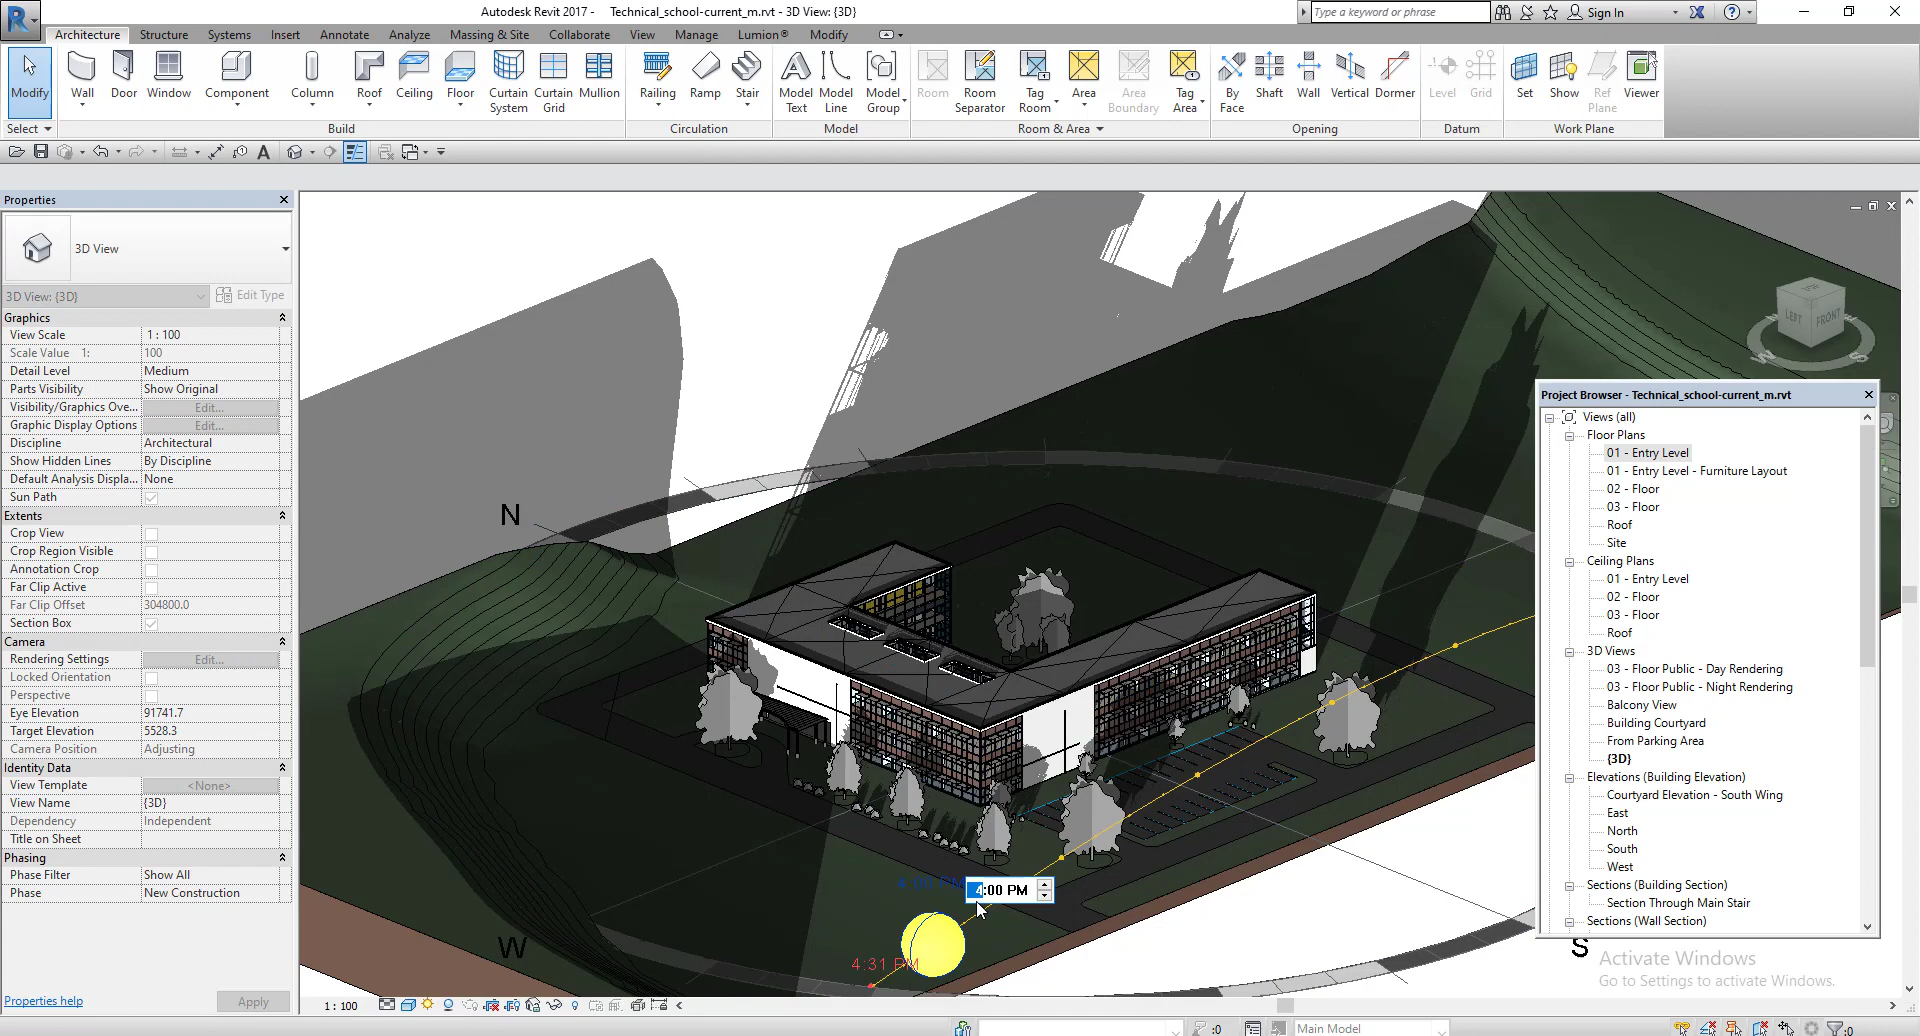 Autodesk Revit 2017 - Technical_school-current_m.rvt - 3D View: {3D}
Type a keyword or phrase
Sign In
Architecture Structure Systems Insert Annotate Analyze Massing & Site Collaborate View Manage Lumion® Modify
Modify Wall Door Window Component Column Roof Ceiling Floor Curtain System Curtain Grid Mullion Railing Ramp Stair Model Text Model Line Model Group Room Room Separator Tag Room Area Area Boundary Tag Area By Face Shaft Wall Vertical Dormer Level Grid Set Show Ref Plane Viewer
Select Build Circulation Model Room & Area Opening Datum Work Plane
Properties
3D View
3D View: {3D} Edit Type
Graphics
View Scale 1 : 100
Scale Value 1: 100
Detail Level Medium
Parts Visibility Show Original
Visibility/Graphics Ove... Edit...
Graphic Display Options Edit...
Discipline Architectural
Show Hidden Lines By Discipline
Default Analysis Displa... None
Sun Path
Extents
Crop View
Crop Region Visible
Annotation Crop
Far Clip Active
Far Clip Offset 304800.0
Section Box
Camera
Rendering Settings Edit...
Locked Orientation
Perspective
Eye Elevation 91741.7
Target Elevation 5528.3
Camera Position Adjusting
Identity Data
View Template <None>
View Name {3D}
Dependency Independent
Title on Sheet
Phasing
Phase Filter Show All
Phase New Construction
Properties help Apply
LEFT FRONT
W S
N
4:00 PM
4:00 PM
W
4:31 PM
S
Project Browser - Technical_school-current_m.rvt
Views (all)
Floor Plans
01 - Entry Level
01 - Entry Level - Furniture Layout
02 - Floor
03 - Floor
Roof
Site
Ceiling Plans
01 - Entry Level
02 - Floor
03 - Floor
Roof
3D Views
03 - Floor Public - Day Rendering
03 - Floor Public - Night Rendering
Balcony View
Building Courtyard
From Parking Area
{3D}
Elevations (Building Elevation)
Courtyard Elevation - South Wing
East
North
South
West
Sections (Building Section)
Section Through Main Stair
Sections (Wall Section)
Activate Windows
Go to Settings to activate Windows.
1 : 100
:0 Main Model :0